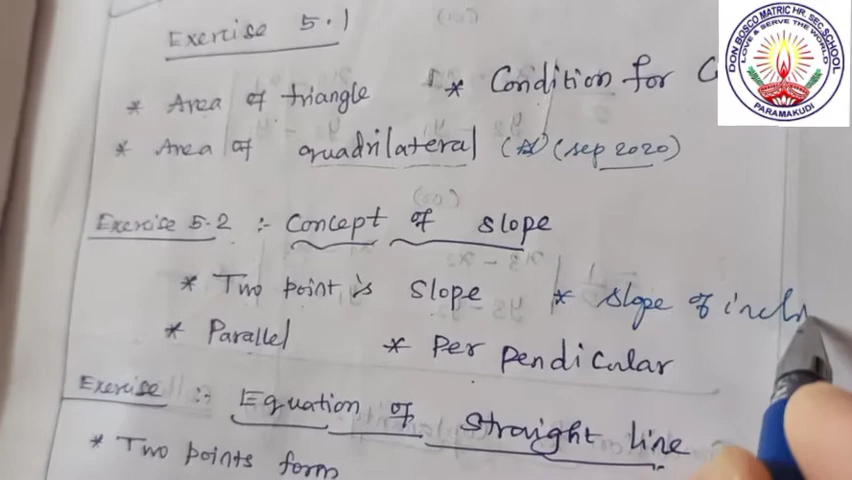 Exercise 5.1
* Area of triangle * Condition for
* Area of quadrilateral (☆) (sep 2020)
Exercise 5.2 :- Concept of slope
* Two point is slope * slope of incli
* Parallel * Perpendicular
Exercise :- Equation of straight line
* Two points form
DON BOSCO MATRIC HR. SEC. SCHOOL
LOVE & SERVE THE WORLD
PARAMAKUDI